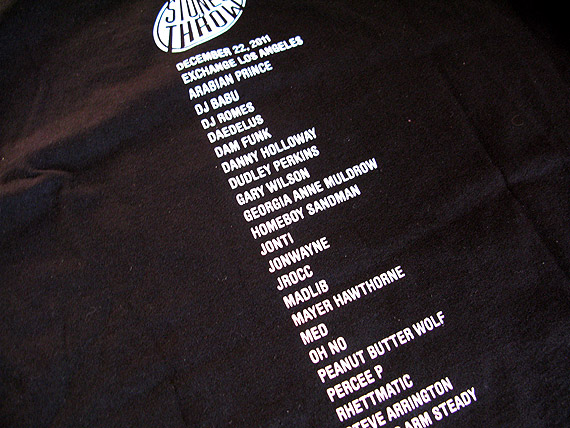 STONES
THROW
DECEMBER 22, 2011
EXCHANGE LOS ANGELES
ARABIAN PRINCE
DJ BABU
DJ ROMES
DAEDELUS
DAM FUNK
DANNY HOLLOWAY
DUDLEY PERKINS
GARY WILSON
GEORGIA ANNE MULDROW
HOMEBOY SANDMAN
JONTI
JONWAYNE
JROCC
MADLIB
MAYER HAWTHORNE
MED
OH NO
PEANUT BUTTER WOLF
PERCEE P
RHETTMATIC
STEVE ARRINGTON
ARM STEADY